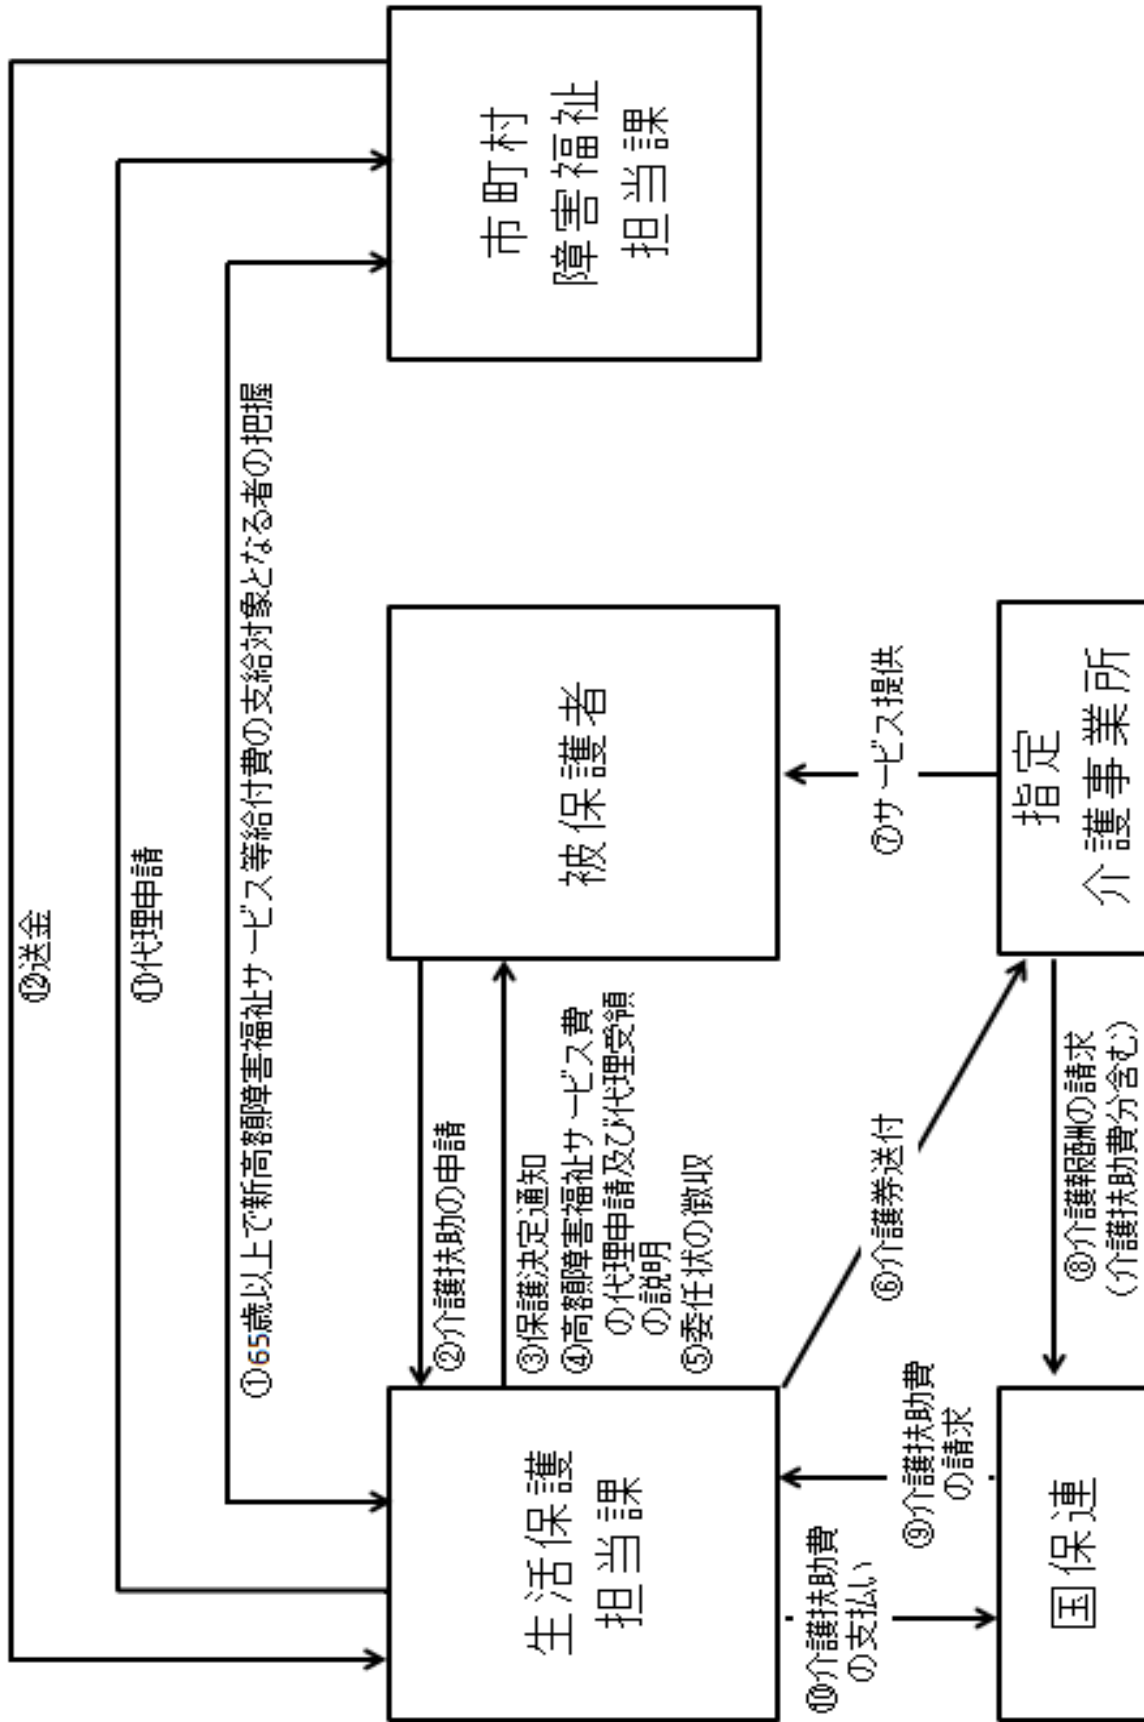 ⑫送金
⑪代理申請
①65歳以上で新高額障害福祉サービス等給付費の支給対象となる者の把握
生活保護
担当課
②介護扶助の申請
③保護決定通知
④高額障害福祉サービス費
の代理申請及び代理受領
の説明
⑤委任状の徴収
被保護者
市町村
障害福祉
担当課
⑩介護扶助費
の支払い
⑨介護扶助費
の請求
⑥介護券送付
⑦サービス提供
国保連
⑧介護報酬の請求
(介護扶助費分含む)
指定
介護事業所